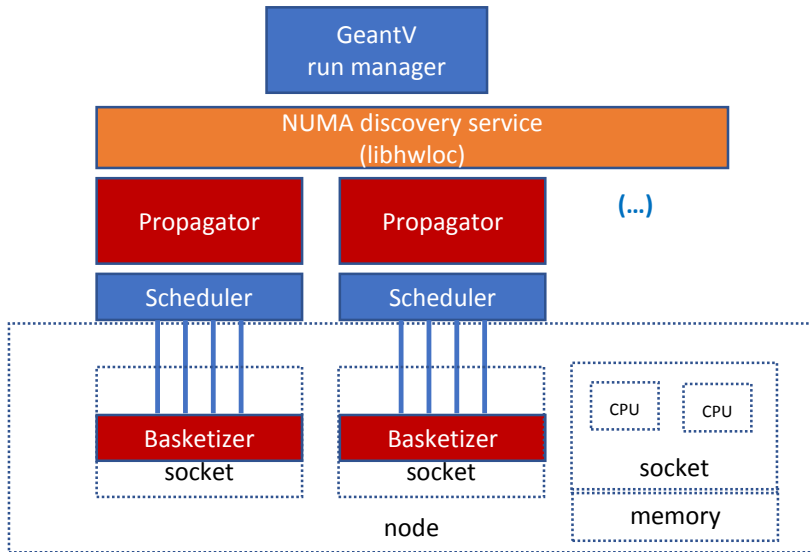 GeantV
run manager
NUMA discovery service
(libhwloc)
Propagator
Propagator
(...)
Scheduler
Scheduler
CPU
CPU
Basketizer
Basketizer
socket
socket
socket
memory
node